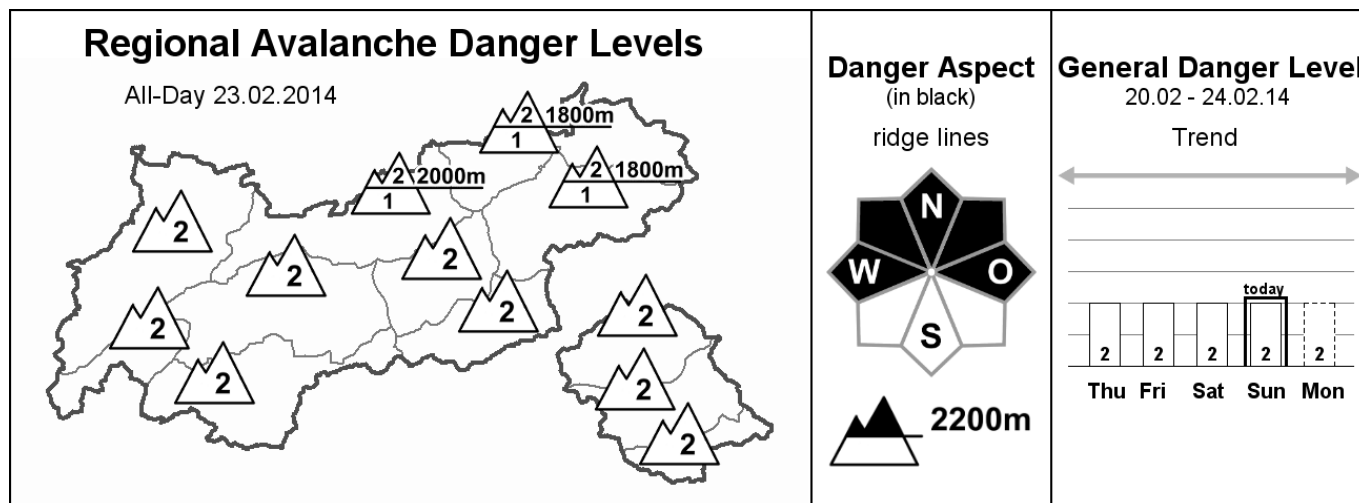 Regional Avalanche Danger Levels
All-Day 23.02.2014
2 1800m
1
2 2000m
1
2 1800m
1
2
2
2
2
2
2
2
2
2
Danger Aspect
(in black)
ridge lines
N
W O
S
2200m
General Danger Level
20.02 - 24.02.14
Trend
today
2 2 2 2 2
Thu Fri Sat Sun Mon